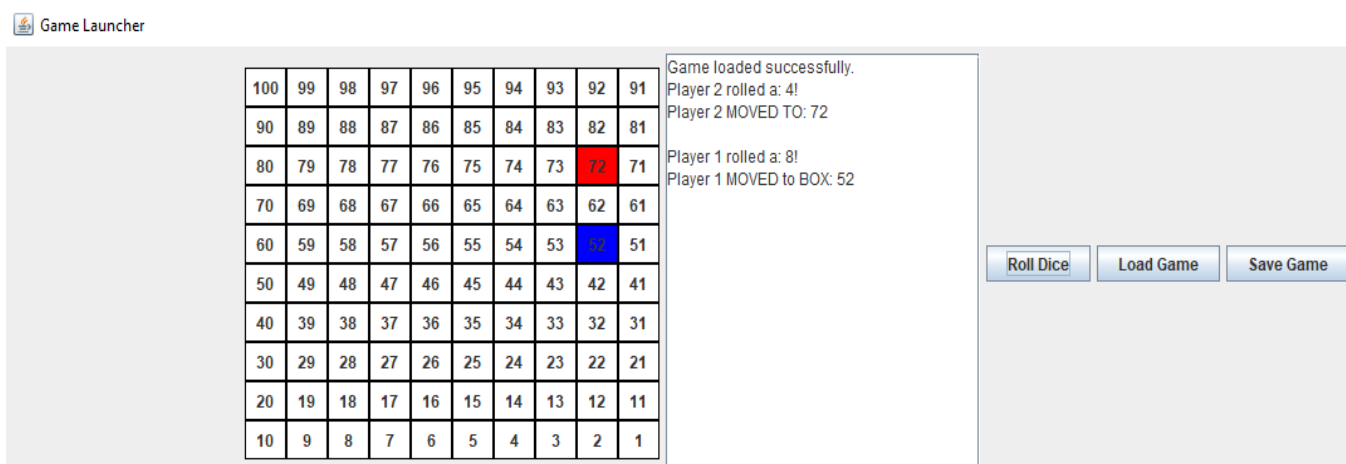 Game Launcher
100 99 98 97 96 95 94 93 92 91
90 89 88 87 86 85 84 83 82 81
80 79 78 77 76 75 74 73 72 71
70 69 68 67 66 65 64 63 62 61
60 59 58 57 56 55 54 53 52 51
50 49 48 47 46 45 44 43 42 41
40 39 38 37 36 35 34 33 32 31
30 29 28 27 26 25 24 23 22 21
20 19 18 17 16 15 14 13 12 11
10 9 8 7 6 5 4 3 2 1
Game loaded successfully.
Player 2 rolled a: 4!
Player 2 MOVED TO: 72
Player 1 rolled a: 8!
Player 1 MOVED to BOX: 52
Roll Dice Load Game Save Game